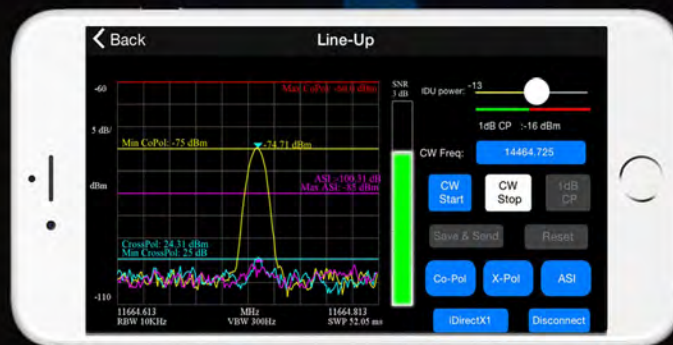 Back
Line-Up
-60
Max CoPol: -60.0 dBm
5 dB/
Min CoPol: -75 dBm
-74.71 dBm
dBm
ASI: -100.31 dBm
Max ASI: -85 dBm
CrossPol: 24.31 dBm
Min CrossPol: 25 dB
-110
11664.613
MHz
11664.813
RBW 10KHz
VBW 300Hz
SWP 52.05 ms
SNR
3 dB
IDU power:
-13
1dB CP :-16 dBm
CW Freq:
14464.725
CW
Start
CW
Stop
1dB
CP
Save & Send
Reset
Co-Pol
X-Pol
ASI
iDirectX1
Disconnect